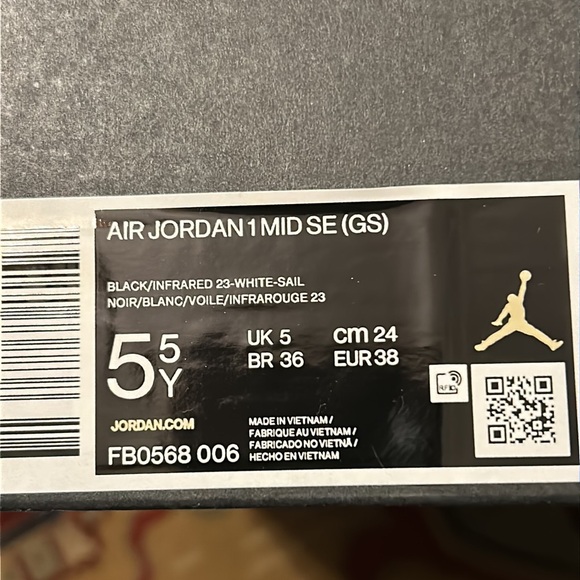 AIR JORDAN 1 MID SE (GS)
BLACK/INFRARED 23-WHITE-SAIL
NOIR/BLANC/VOILE/INFRAROUGE 23
5 5Y
UK 5 cm 24
BR 36 EUR 38
JORDAN.COM
FB0568 006
MADE IN VIETNAM /
FABRIQUE AU VIETNAM /
FABRICADO NO VIETNÃ /
HECHO EN VIETNAM
RFID